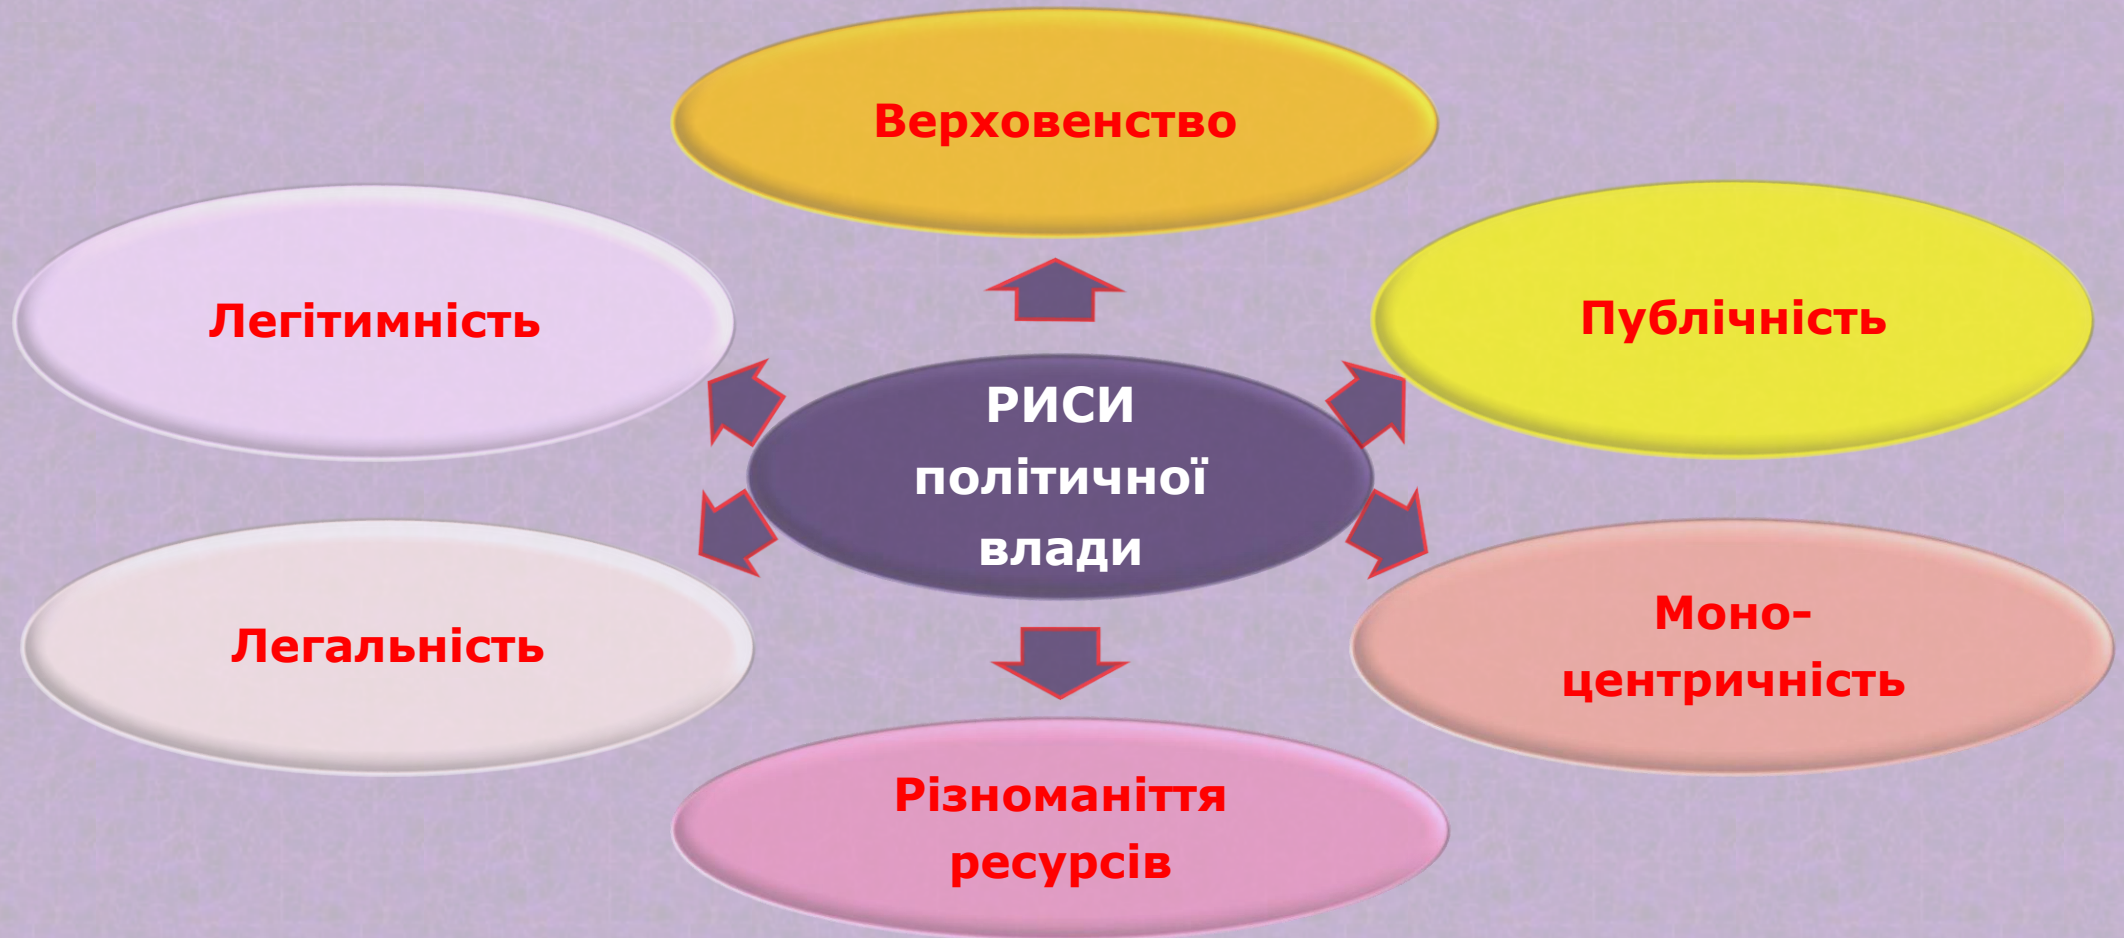 Верховенство
Легітимність
Публічність
РИСИ
політичної
влади
Легальність
Моно–
центричність
Різноманіття
ресурсів